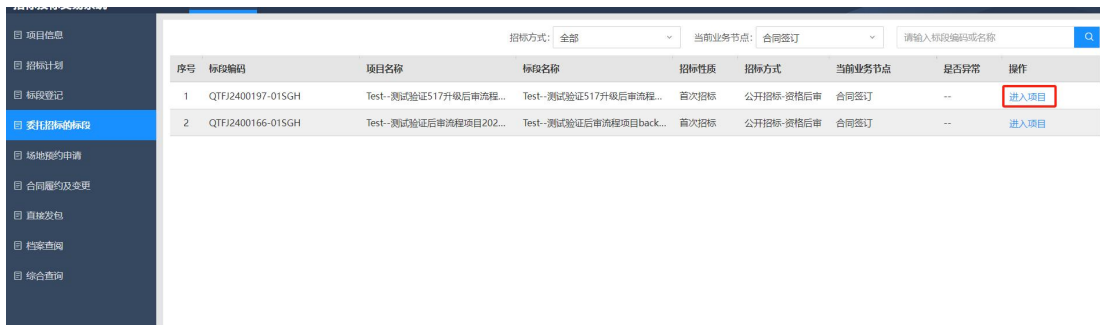 招标投标交易系统
项目信息
招标计划
标段登记
委托招标的标段
场地预约申请
合同履约及变更
直接发包
档案查阅
综合查询
招标方式: 全部 当前业务节点: 合同签订 请输入标段编码或名称
序号 标段编码 项目名称 标段名称 招标性质 招标方式 当前业务节点 是否异常 操作
1 QTFJ2400197-01SGH Test--测试验证517升级后审流程... Test--测试验证517升级后审流程... 首次招标 公开招标-资格后审 合同签订 -- 进入项目
2 QTFJ2400166-01SGH Test--测试验证后审流程项目202... Test--测试验证后审流程项目back... 首次招标 公开招标-资格后审 合同签订 -- 进入项目